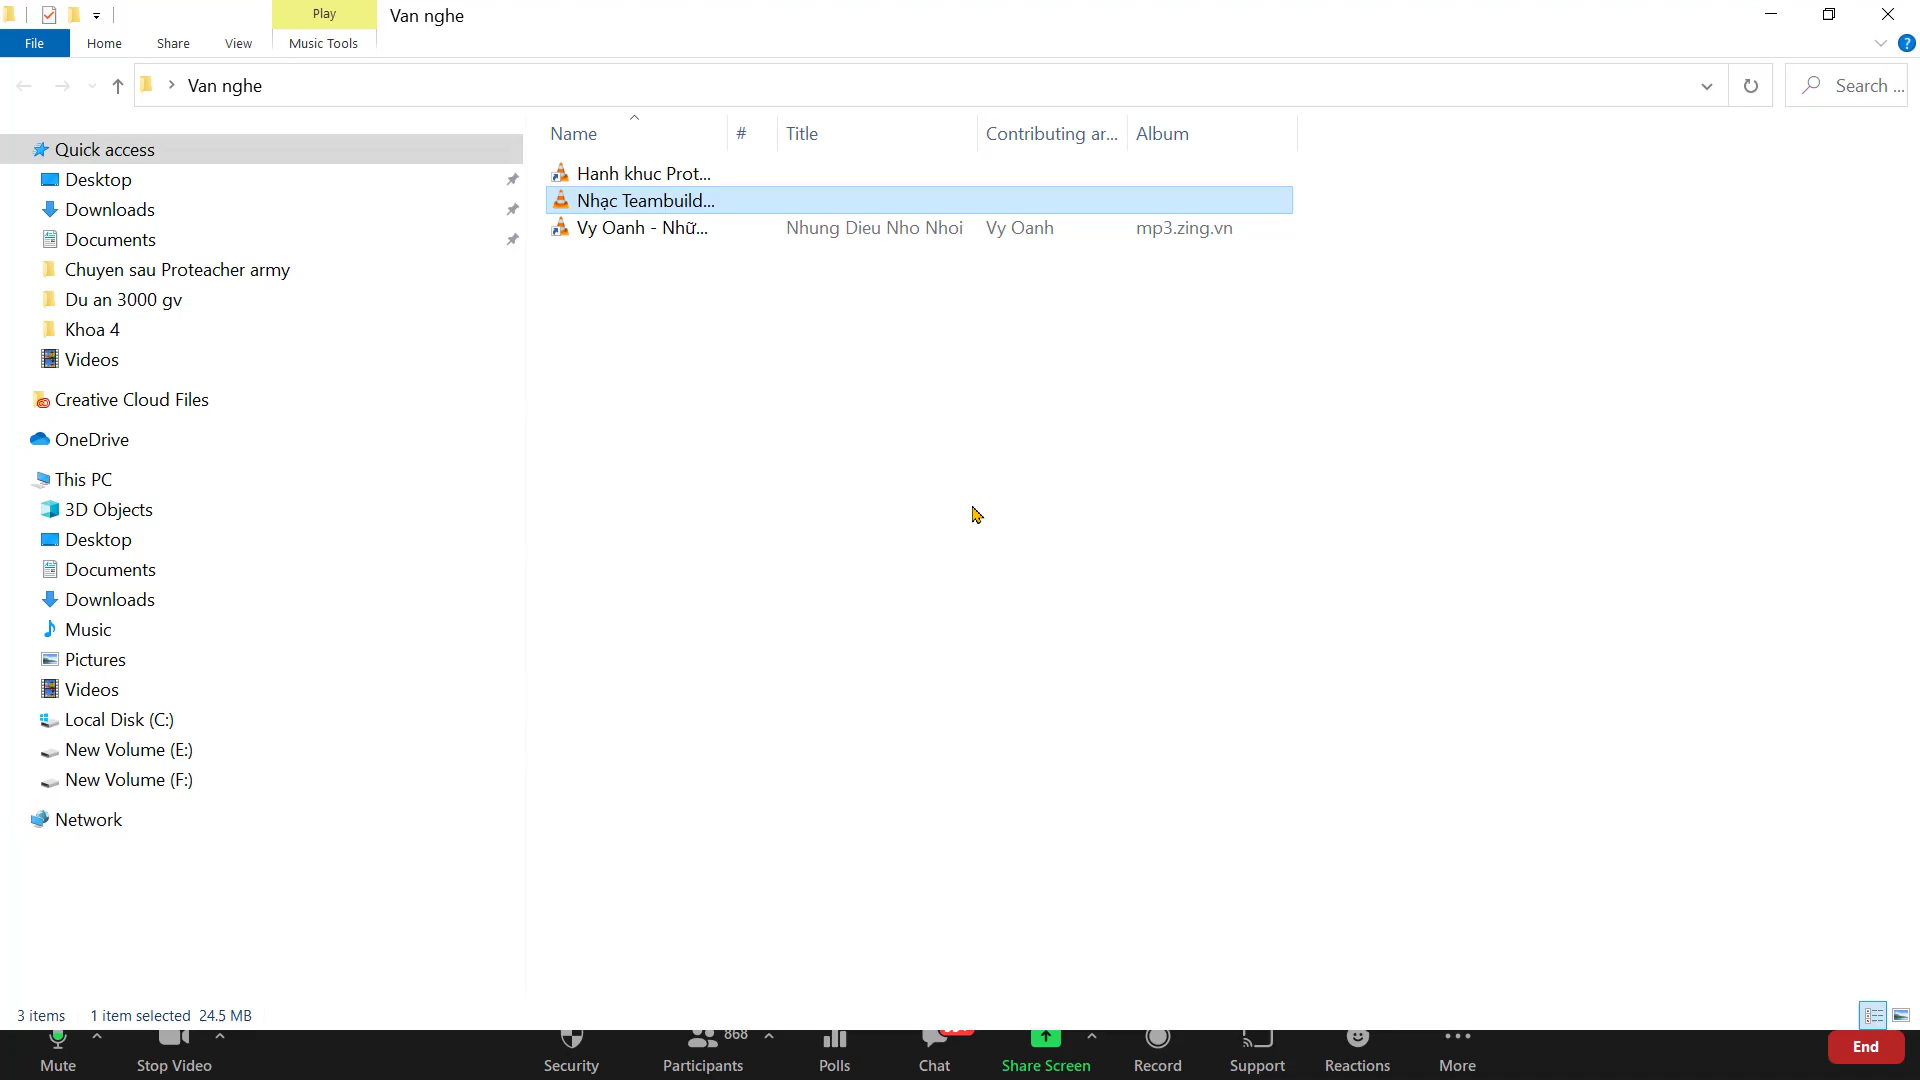 Play
Van nghe
File
Home
Share
View
Music Tools
?
Van nghe
Search ...
Name
#
Title
Contributing ar...
Album
Hanh khuc Prot...
Nhạc Teambuild...
Vy Oanh - Nhữ...
Nhung Dieu Nho Nhoi
Vy Oanh
mp3.zing.vn
Quick access
Desktop
Downloads
Documents
Chuyen sau Proteacher army
Du an 3000 gv
Khoa 4
Videos
Creative Cloud Files
OneDrive
This PC
3D Objects
Desktop
Documents
Downloads
Music
Pictures
Videos
Local Disk (C:)
New Volume (E:)
New Volume (F:)
Network
3 items
1 item selected 24.5 MB
868
Mute
Stop Video
Security
Participants
Polls
Chat
Share Screen
Record
Support
Reactions
More
End